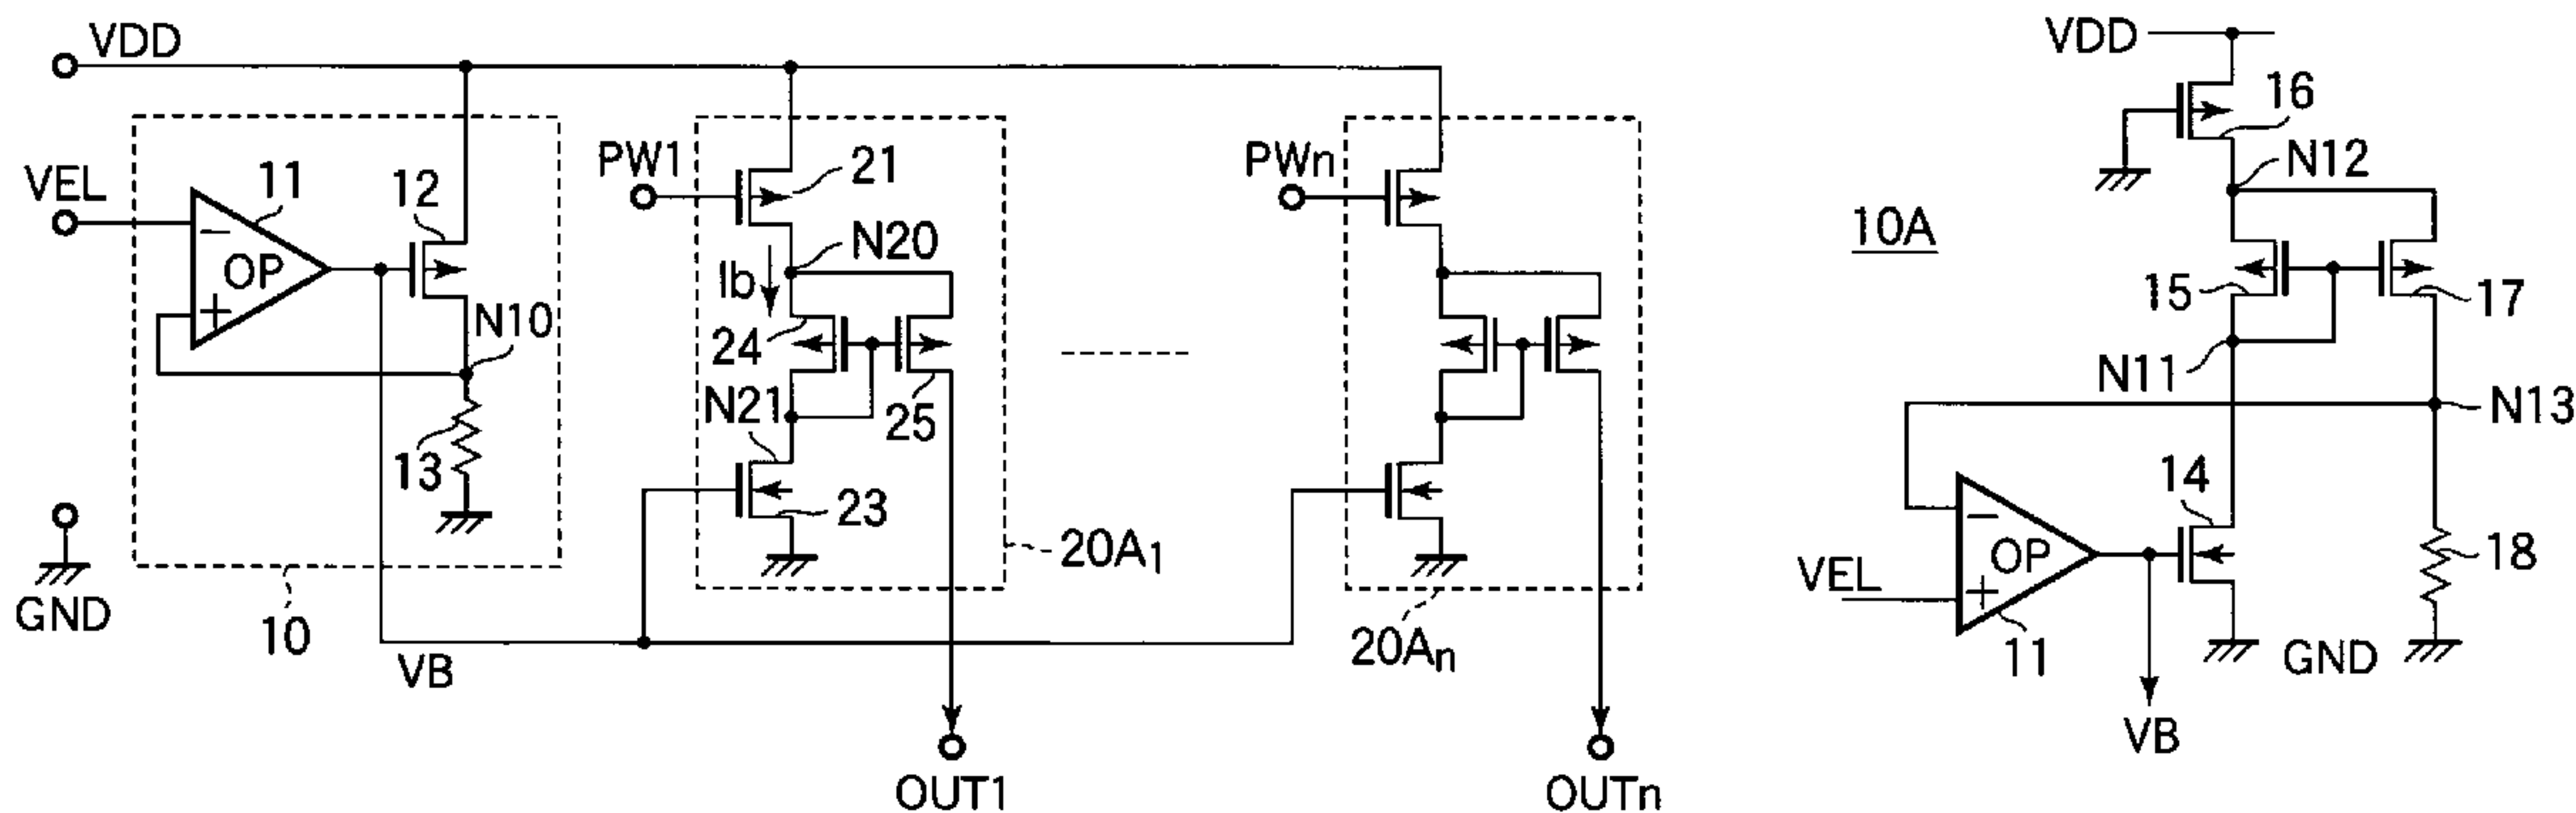 VDD
VEL
11
12
OP
−
+
N10
13
GND
10
VB
PW1
21
N20
Ib
24
25
N21
23
20A1
OUT1
PWn
20An
OUTn
10A
VDD
16
N12
15
17
N11
N13
14
−
OP
+
VEL
11
18
GND
VB